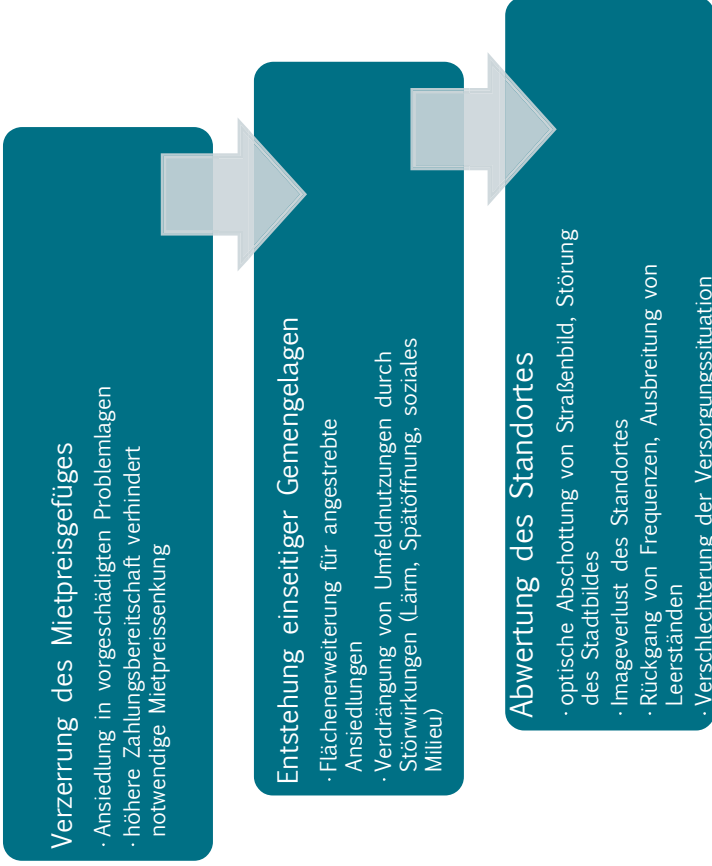 Verzerrung des Mietpreisgefüges
· Ansiedlung in vorgeschädigten Problemlagen
· höhere Zahlungsbereitschaft verhindert
notwendige Mietpreissenkung
Entstehung einseitiger Gemengelagen
· Flächenerweiterung für angestrebte
Ansiedlungen
· Verdrängung von Umfeldnutzungen durch
Störwirkungen (Lärm, Spätöffnung, soziales
Milieu)
Abwertung des Standortes
· optische Abschottung von Straßenbild, Störung
des Stadtbildes
· Imageverlust des Standortes
· Rückgang von Frequenzen, Ausbreitung von
Leerständen
· Verschlechterung der Versorgungssituation